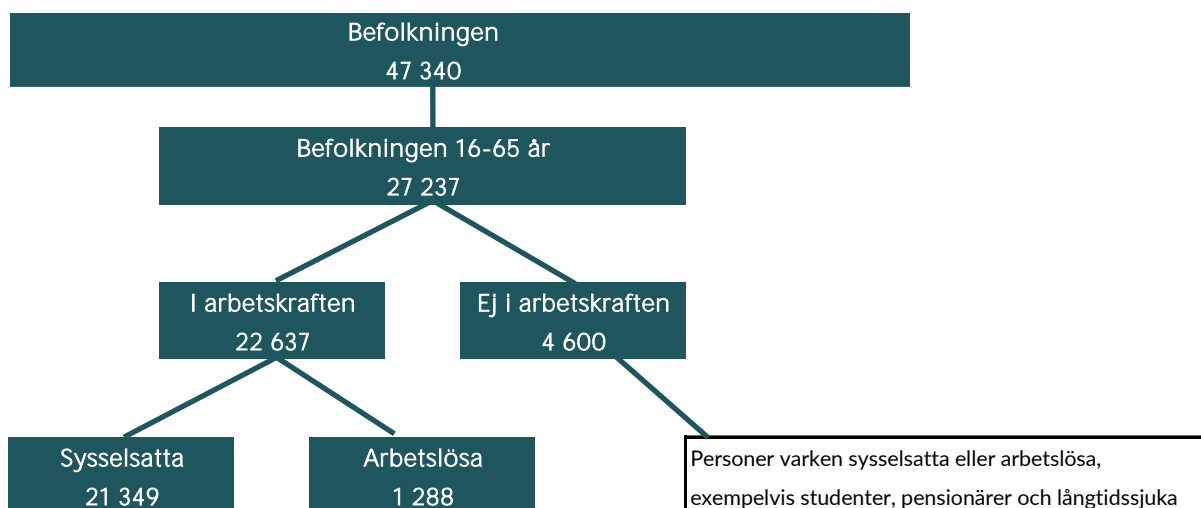 Befolkningen
47 340
Befolkningen 16-65 år
27 237
I arbetskraften
22 637
Ej i arbetskraften
4 600
Sysselsatta
21 349
Arbetslösa
1 288
Personer varken sysselsatta eller arbetslösa,
exempelvis studenter, pensionärer och långtidssjuka